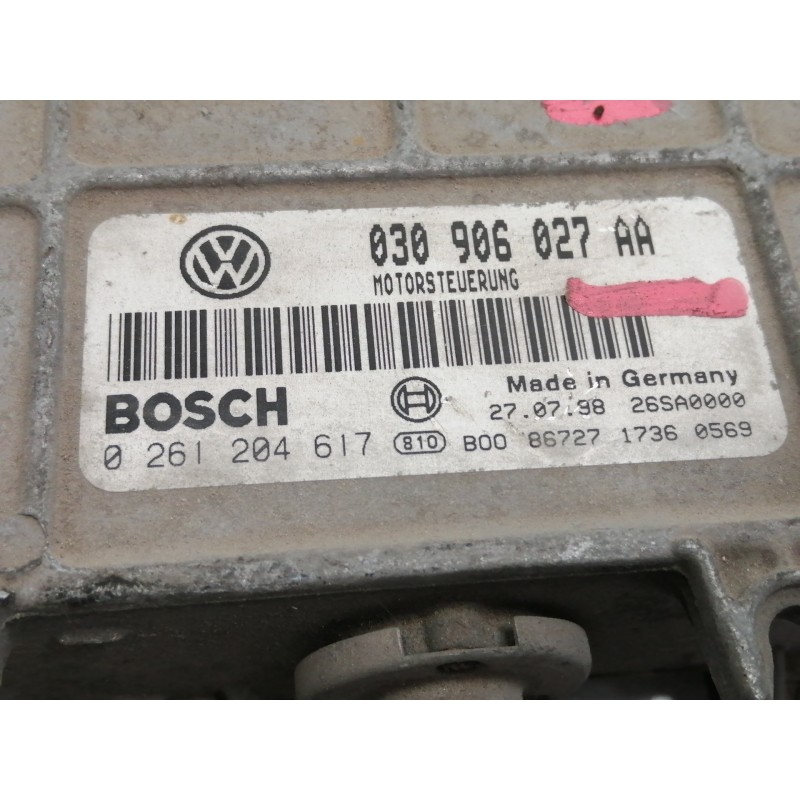 VW
030 906 027 AA
MOTORSTEUERUNG
BOSCH
Made in Germany
27.07.98 26SA0000
0 261 204 617 810 B00 86727 1736 0569